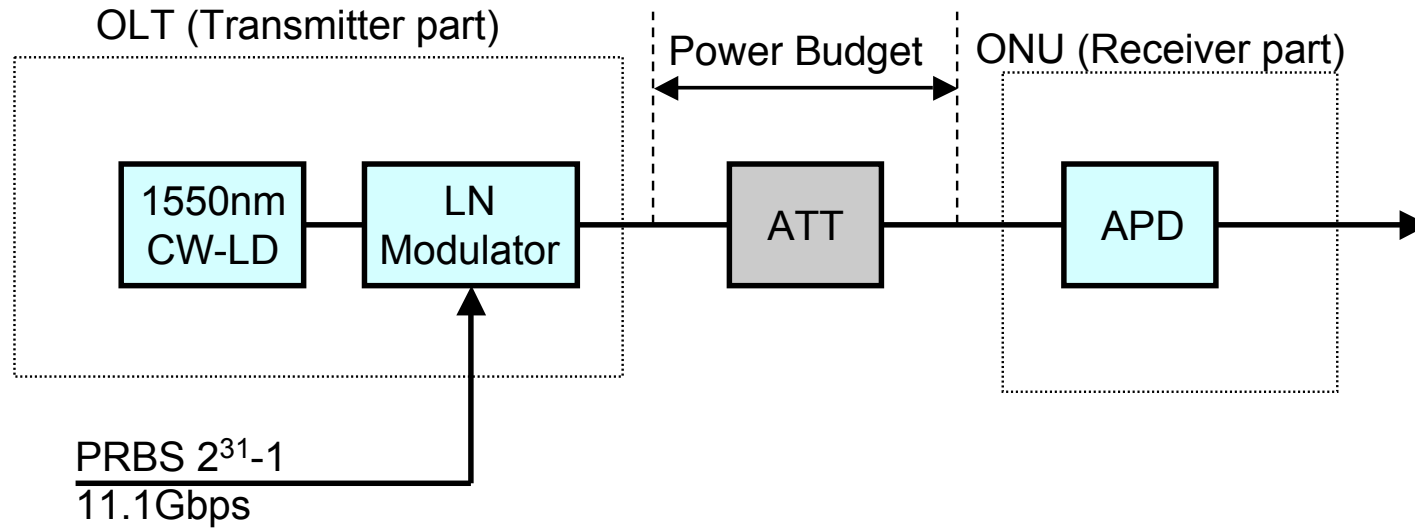 OLT (Transmitter part)
Power Budget
ONU (Receiver part)
1550nm
CW-LD
LN
Modulator
ATT
APD
PRBS 2³¹-1
11.1Gbps